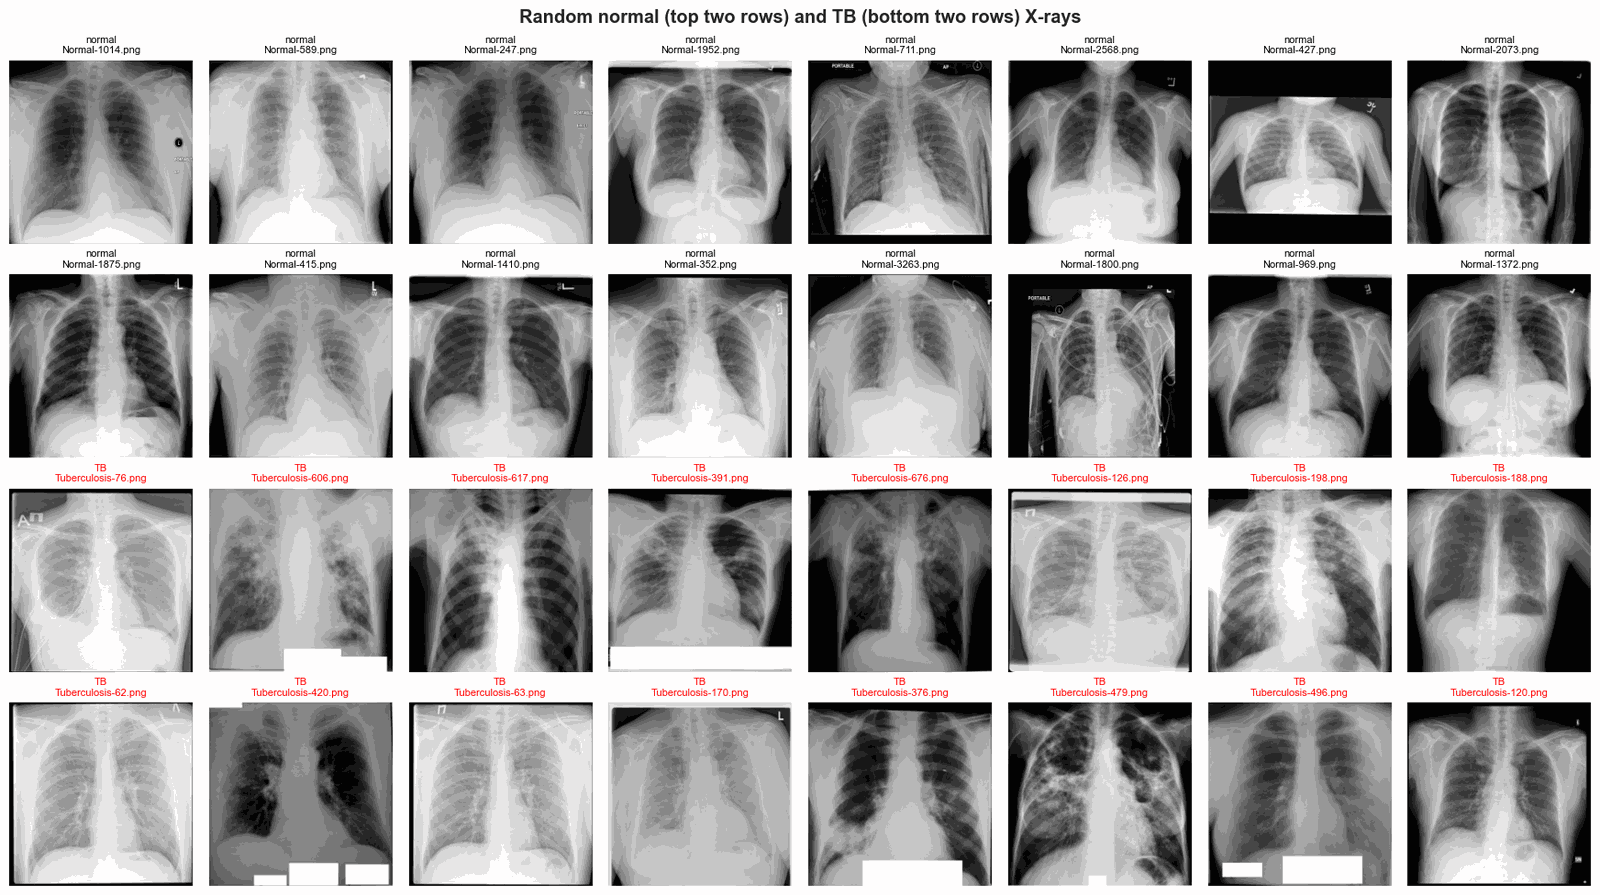 Random normal (top two rows) and TB (bottom two rows) X-rays
normal
Normal-1014.png
normal
Normal-589.png
normal
Normal-247.png
normal
Normal-1952.png
normal
Normal-711.png
normal
Normal-2568.png
normal
Normal-427.png
normal
Normal-2073.png
L
PORTABLE
AP
L
normal
Normal-1875.png
normal
Normal-415.png
normal
Normal-1410.png
normal
Normal-352.png
normal
Normal-3263.png
normal
Normal-1800.png
normal
Normal-969.png
normal
Normal-1372.png
L
L
PORTABLE
AP
TB
Tuberculosis-76.png
TB
Tuberculosis-606.png
TB
Tuberculosis-617.png
TB
Tuberculosis-391.png
TB
Tuberculosis-676.png
TB
Tuberculosis-126.png
TB
Tuberculosis-198.png
TB
Tuberculosis-188.png
АП
П
TB
Tuberculosis-62.png
TB
Tuberculosis-420.png
TB
Tuberculosis-63.png
TB
Tuberculosis-170.png
TB
Tuberculosis-376.png
TB
Tuberculosis-479.png
TB
Tuberculosis-496.png
TB
Tuberculosis-120.png
П
L